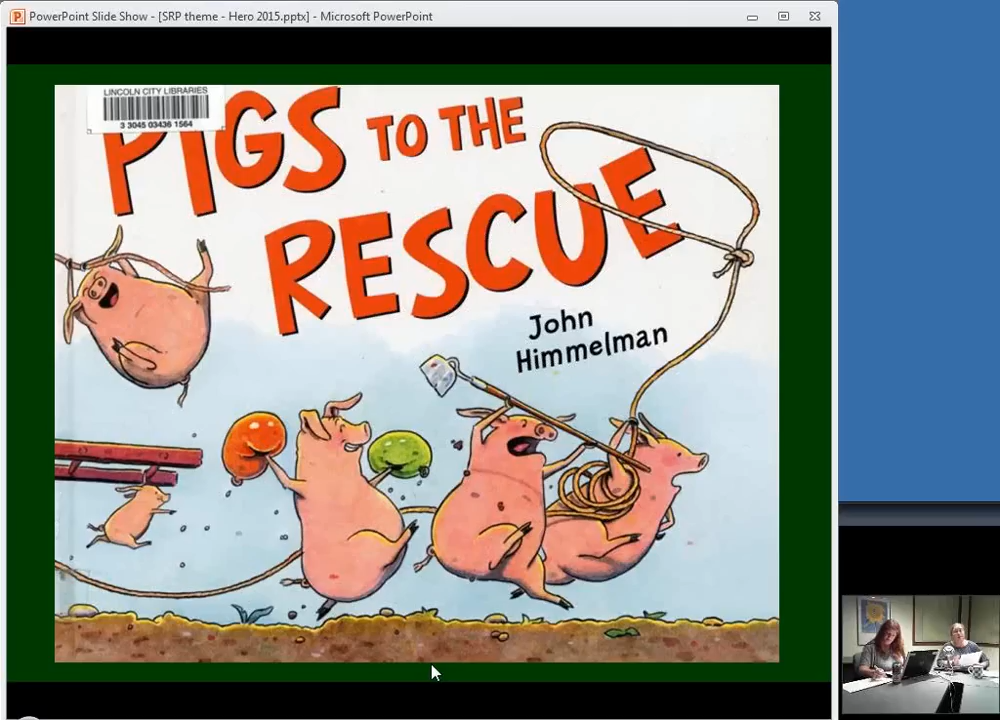 PowerPoint Slide Show - [SRP theme - Hero 2015.pptx] - Microsoft PowerPoint
LINCOLN CITY LIBRARIES
3 3045 03436 1564
PIGS TO THE
RESCUE
John
Himmelman